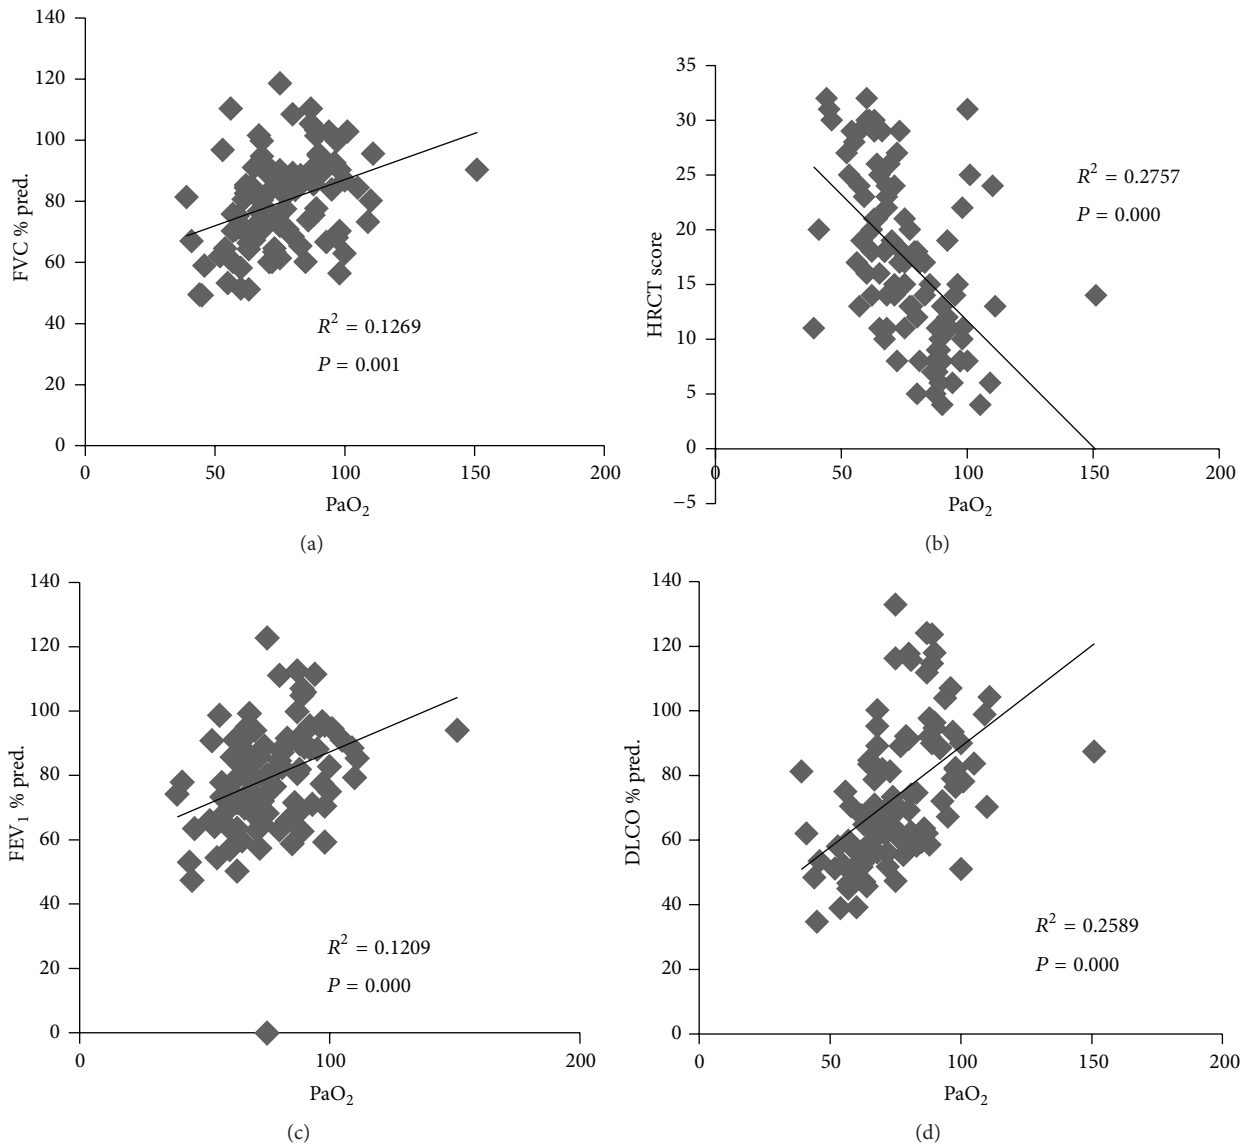 140
120
100
80
60
40
20
0
FVC % pred.
R² = 0.1269
P = 0.001
0 50 100 150 200
PaO₂
(a)
35
30
25
20
15
10
5
0
−5
HRCT score
R² = 0.2757
P = 0.000
0 50 100 150 200
PaO₂
(b)
140
120
100
80
60
40
20
0
FEV₁ % pred.
R² = 0.1209
P = 0.000
0 100 200
PaO₂
(c)
140
120
100
80
60
40
20
0
DLCO % pred.
R² = 0.2589
P = 0.000
0 50 100 150 200
PaO₂
(d)